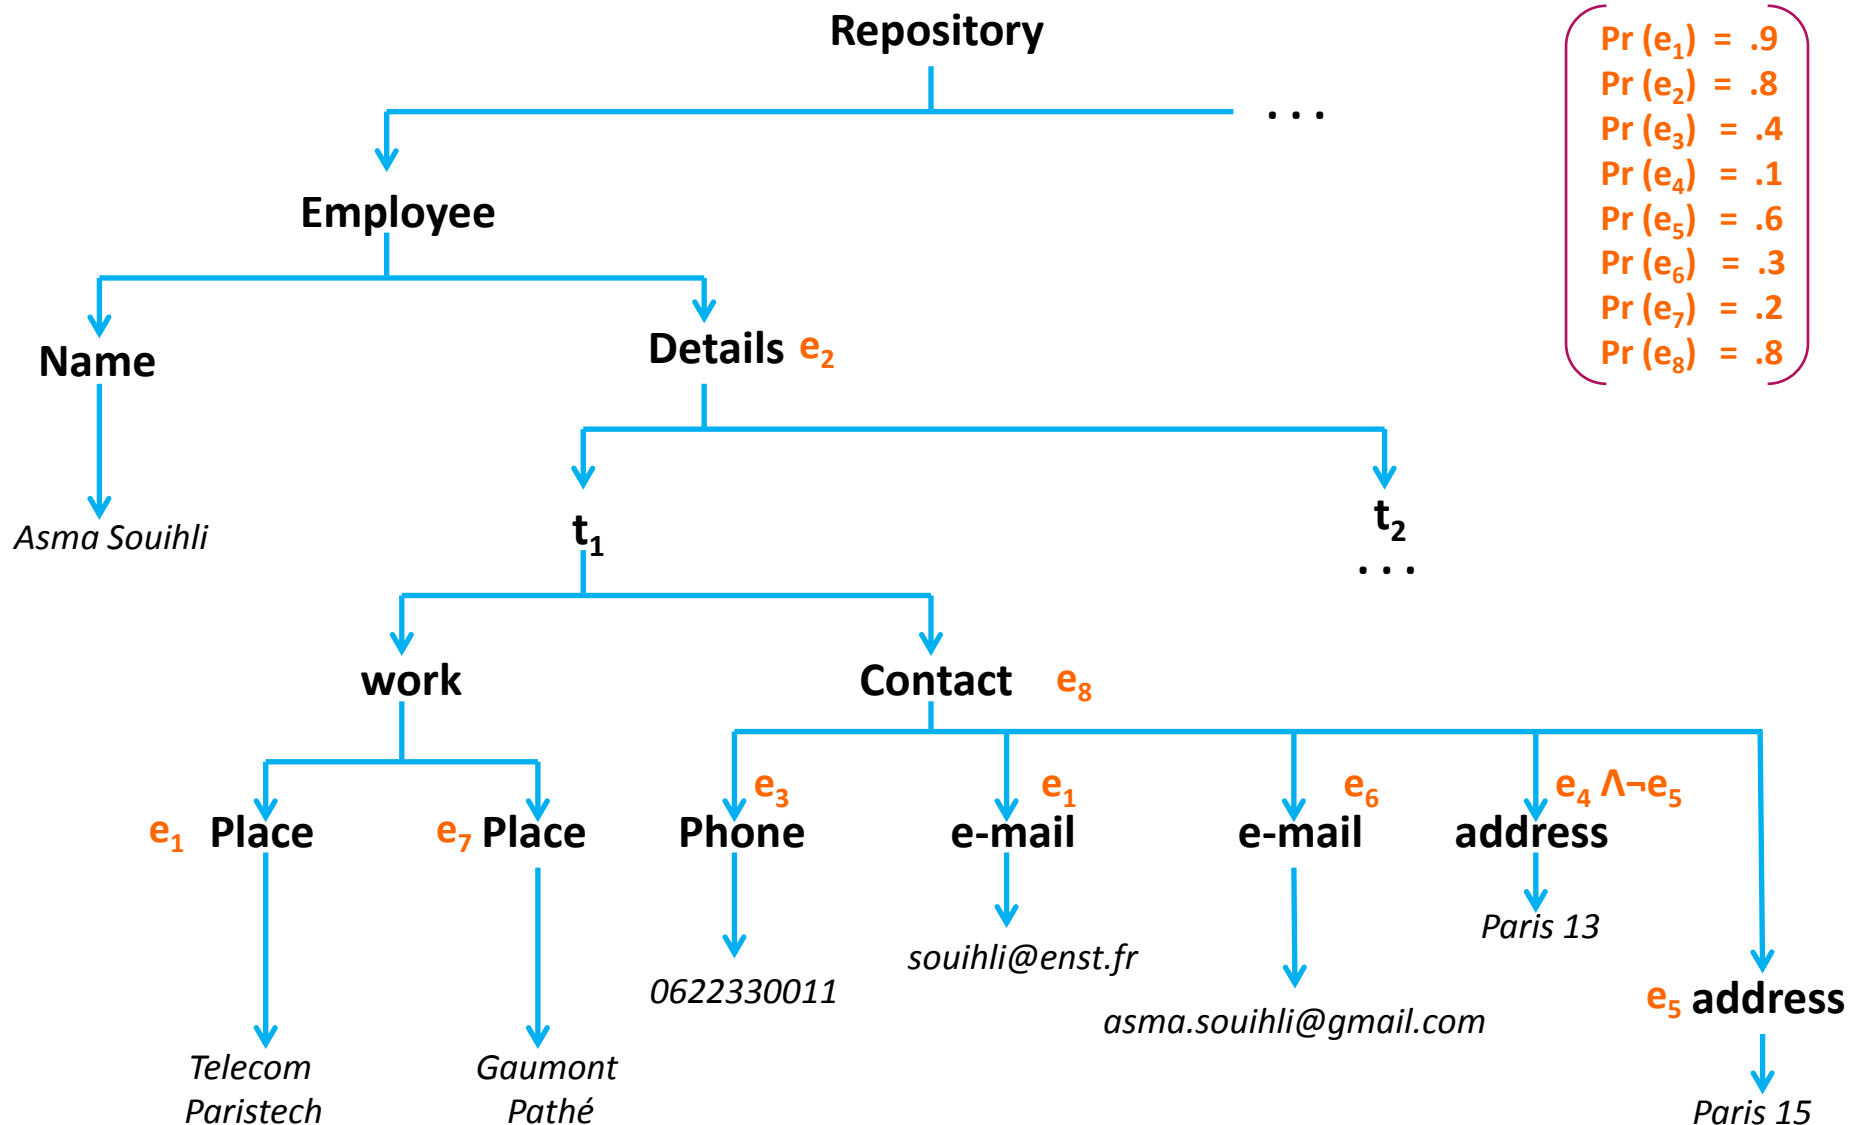 Repository
. . .
Pr (e₁) = .9
Pr (e₂) = .8
Pr (e₃) = .4
Pr (e₄) = .1
Pr (e₅) = .6
Pr (e₆) = .3
Pr (e₇) = .2
Pr (e₈) = .8
Employee
Name
Details e₂
Asma Souihli
t₁
t₂
. . .
work
Contact e₈
e₃
e₁
e₆
e₄ Λ¬e₅
e₁ Place
e₇ Place
Phone
e-mail
e-mail
address
Paris 13
souihli@enst.fr
0622330011
asma.souihli@gmail.com
e₅ address
Telecom
Paristech
Gaumont
Pathé
Paris 15